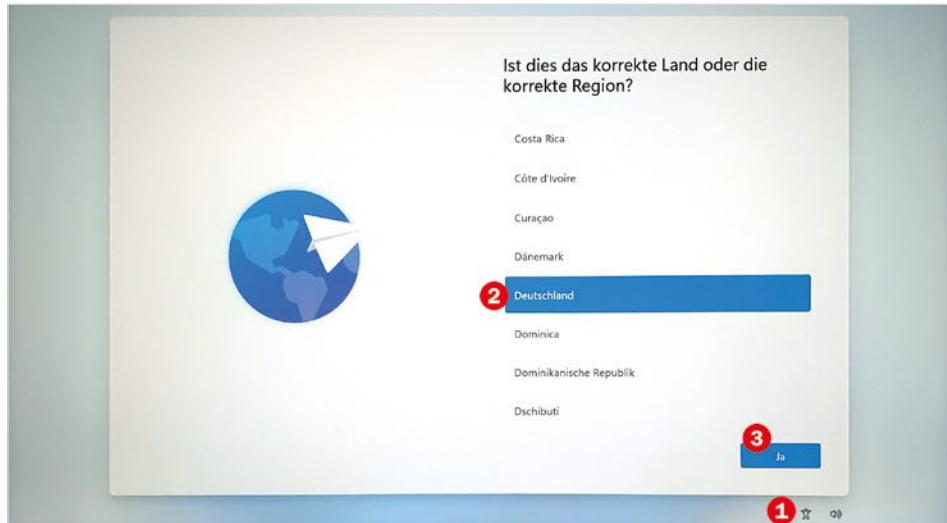 Ist dies das korrekte Land oder die
korrekte Region?
Costa Rica
Côte d'Ivoire
Curaçao
Dänemark
2
Deutschland
Dominica
Dominikanische Republik
Dschibuti
3
Ja
1